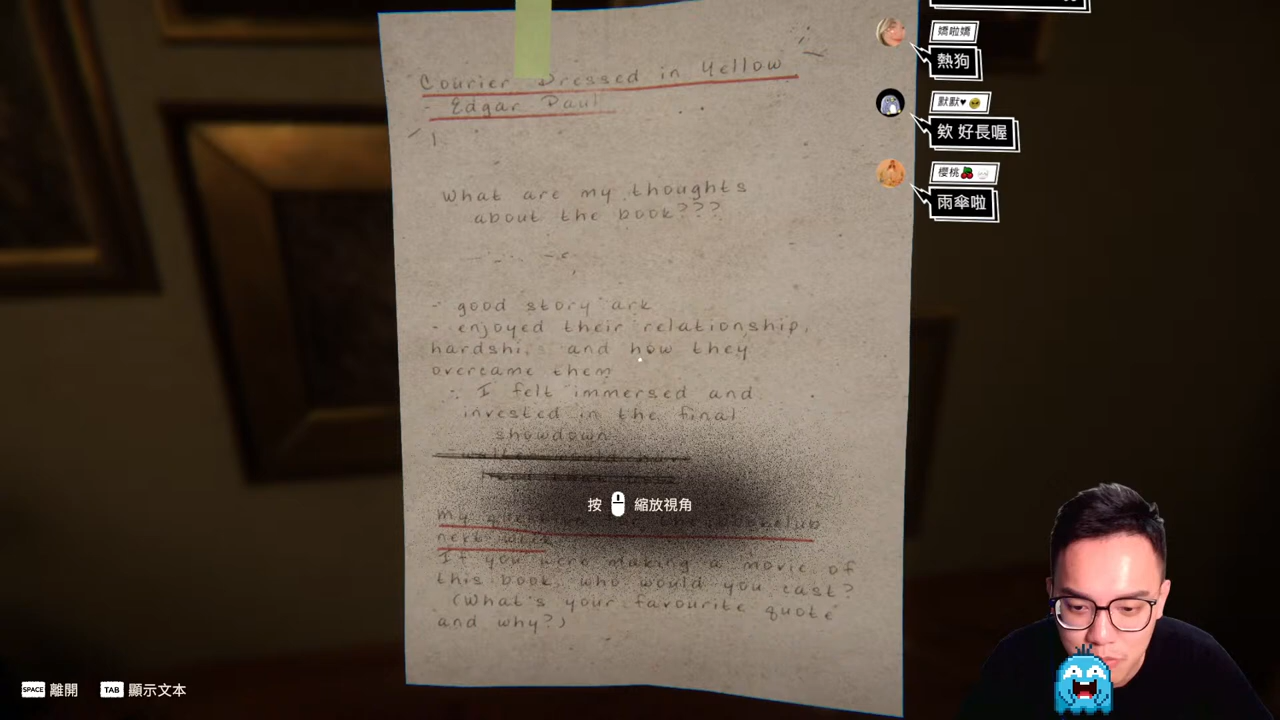 Courier Dressed in Yellow
- Edgar Paul
What are my thoughts
about the book???
- good story ark
- enjoyed their relationship,
hardshi and how they
overcame them
- I felt immersed and
invested in the final
showdown
My
next
If you were making a movie of
this book, who would you cast?
(What's your favourite quote
and why?)
按 縮放視角
SPACE 離開 TAB 顯示文本
嬌啦嬌
熱狗
默默♥
欸 好長喔
櫻桃🍒
雨傘啦